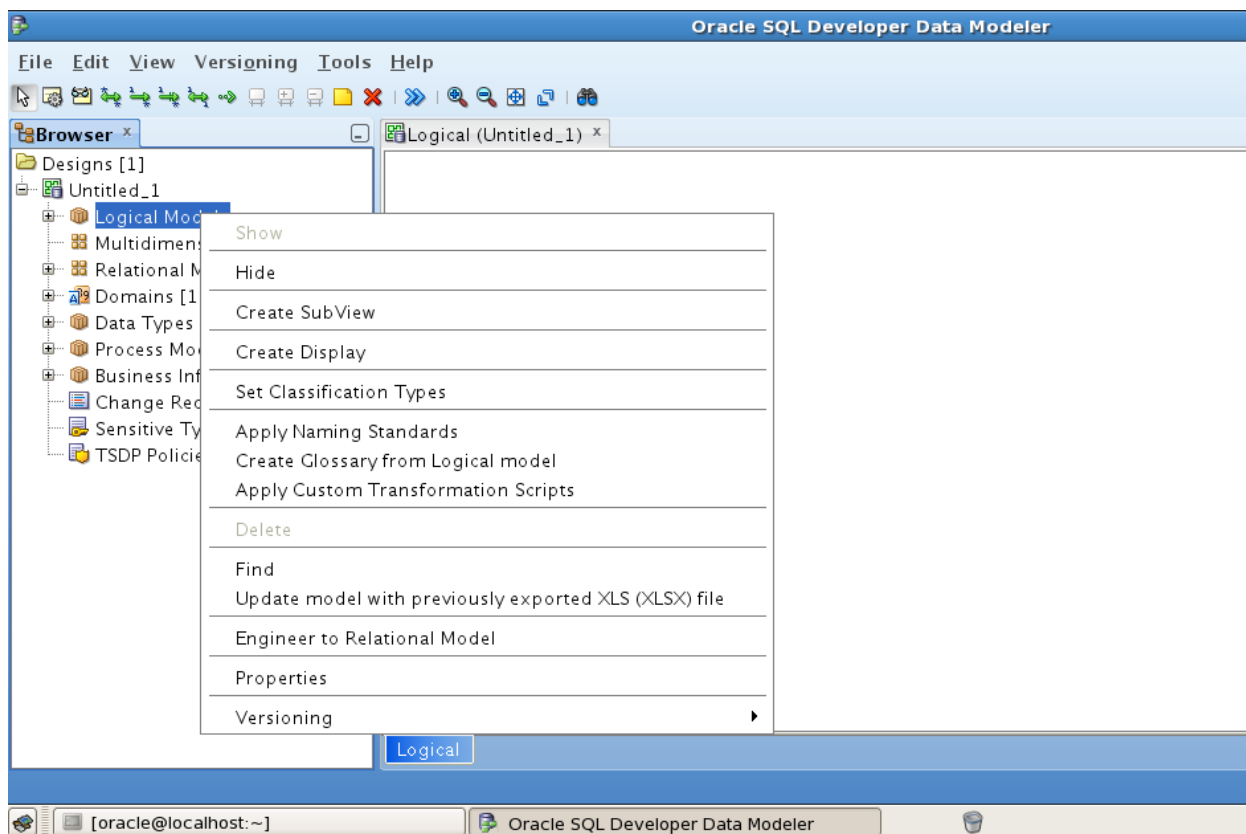 Oracle SQL Developer Data Modeler
File Edit View Versioning Tools Help
Browser x
Logical (Untitled_1) x
Designs [1]
Untitled_1
Logical Mod
Multidimens
Relational M
Domains [1
Data Types
Process Mo
Business Inf
Change Rec
Sensitive Ty
TSDP Policie
Show
Hide
Create SubView
Create Display
Set Classification Types
Apply Naming Standards
Create Glossary from Logical model
Apply Custom Transformation Scripts
Delete
Find
Update model with previously exported XLS (XLSX) file
Engineer to Relational Model
Properties
Versioning
Logical
[oracle@localhost:~]
Oracle SQL Developer Data Modeler